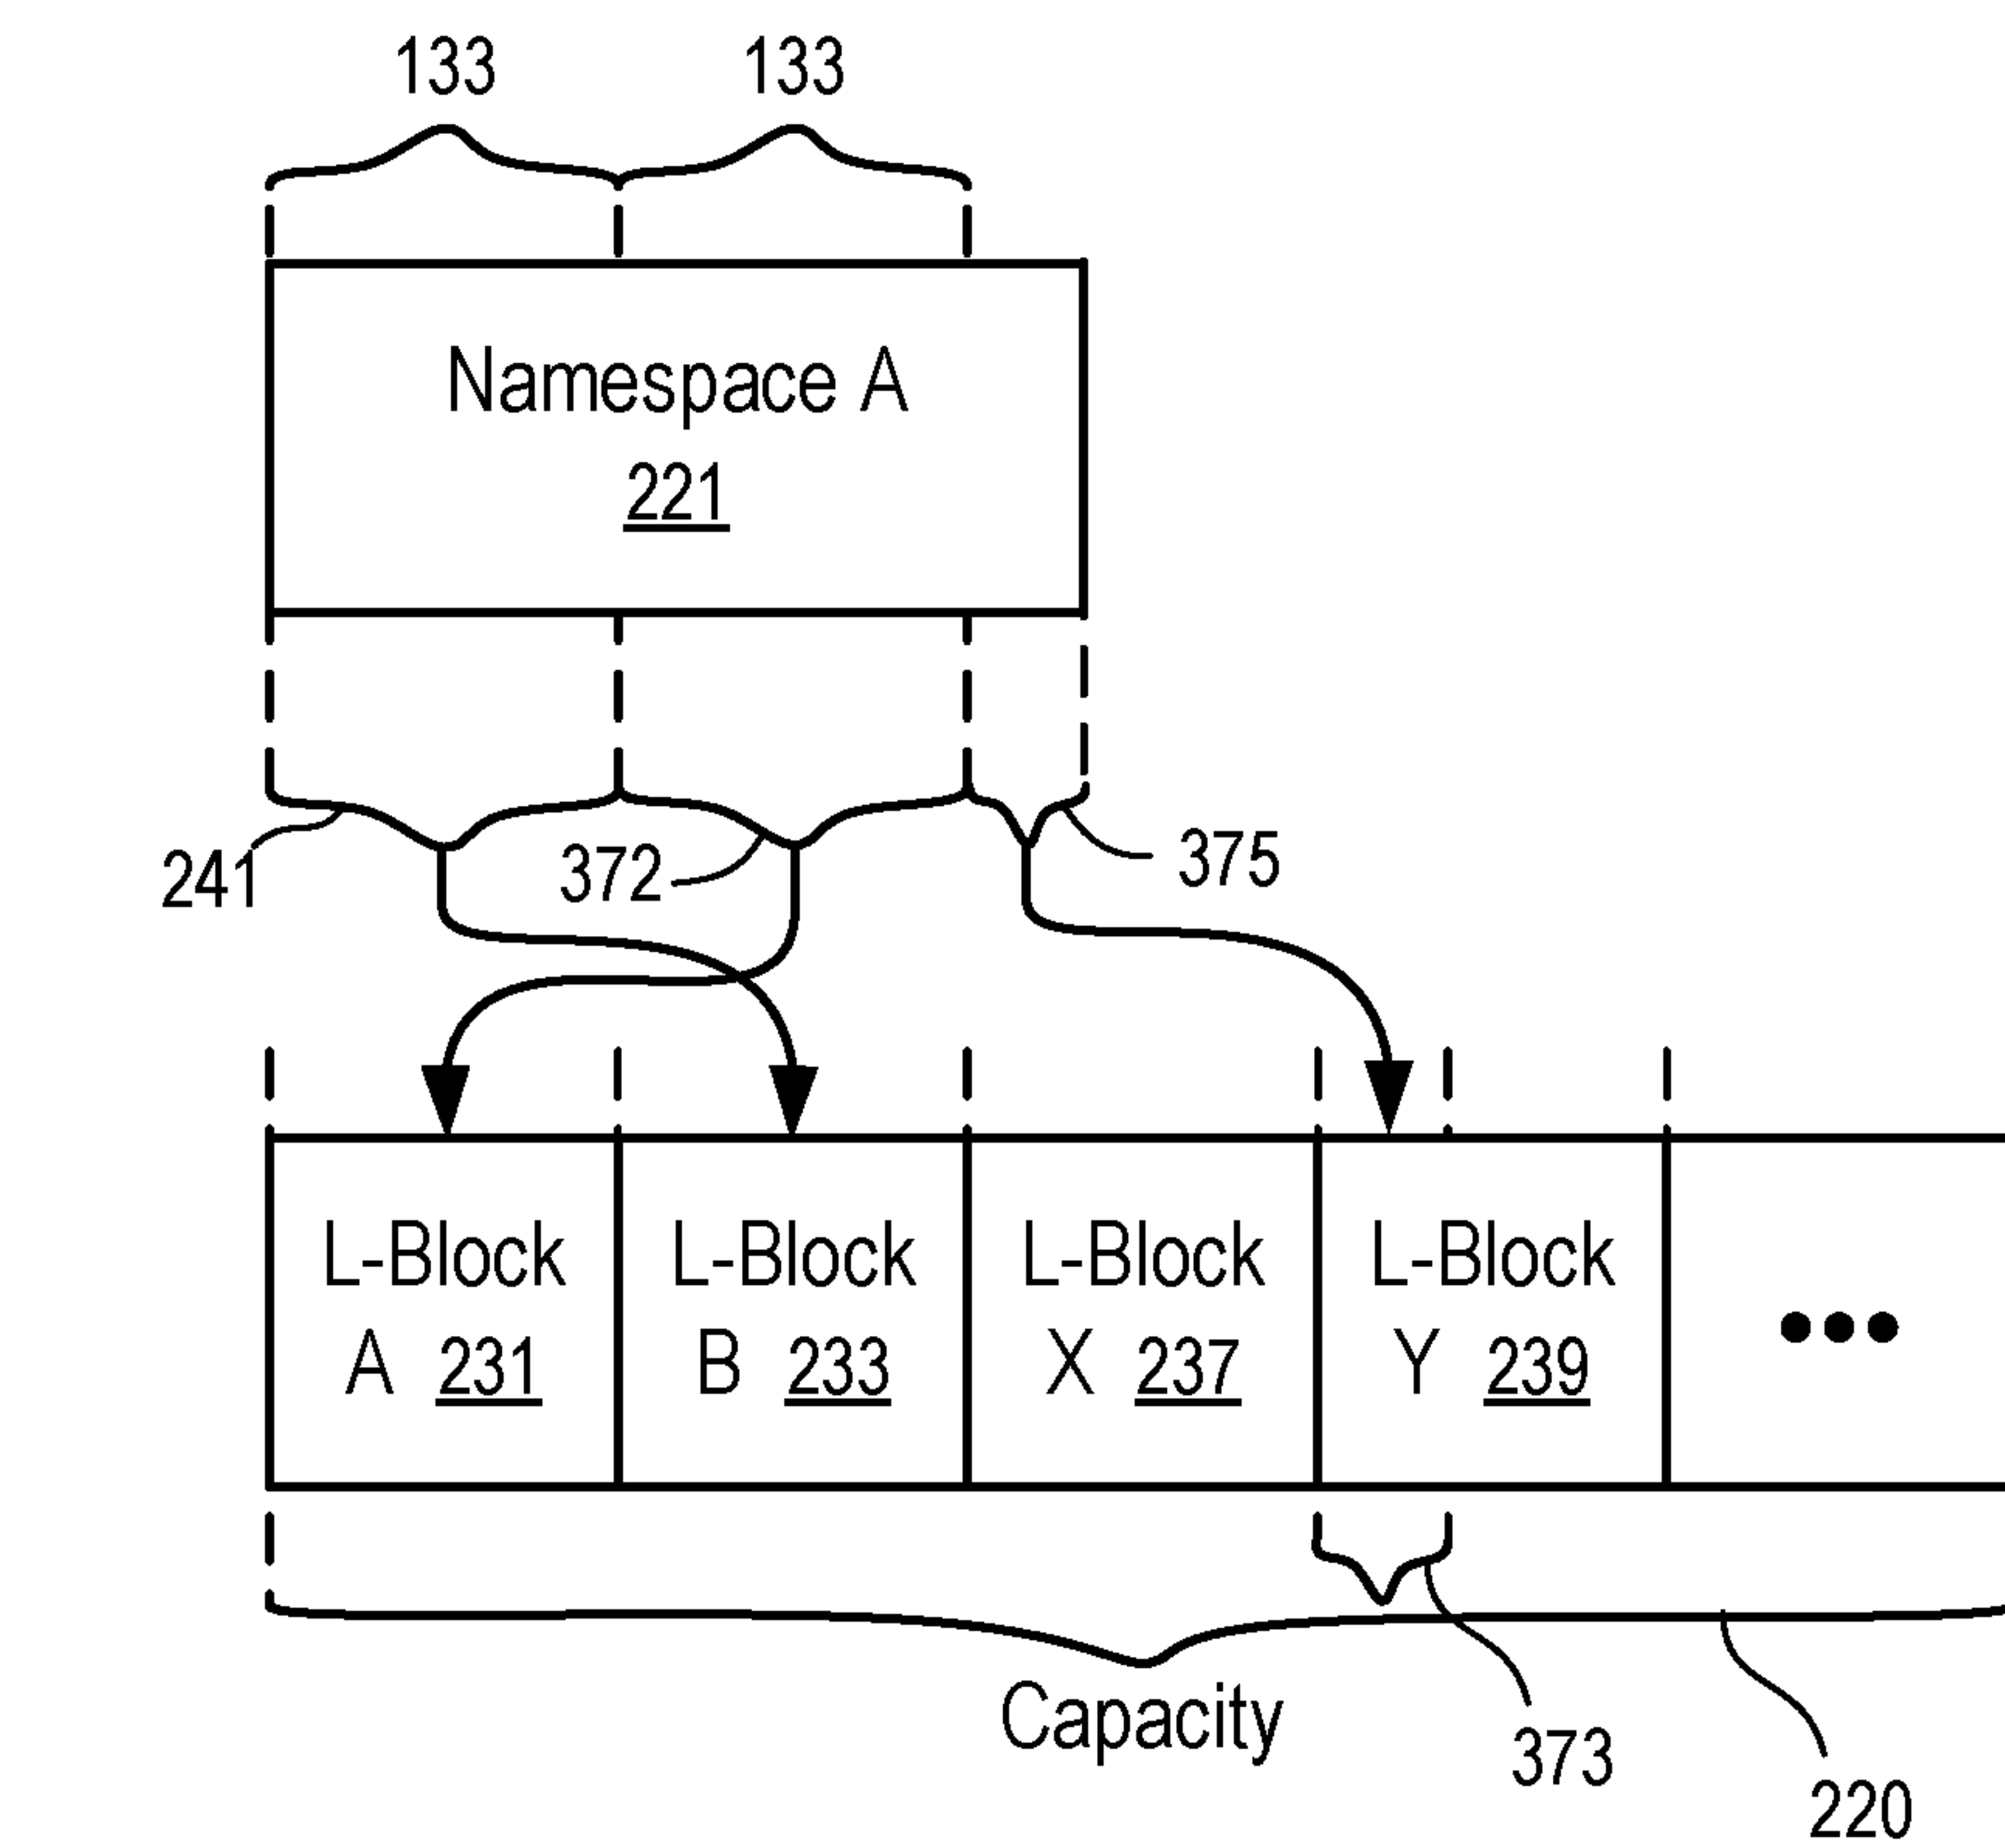 133 133
Namespace A
221
241 372 375
L-Block L-Block L-Block L-Block
A 231 B 233 X 237 Y 239 •••
Capacity
373
220